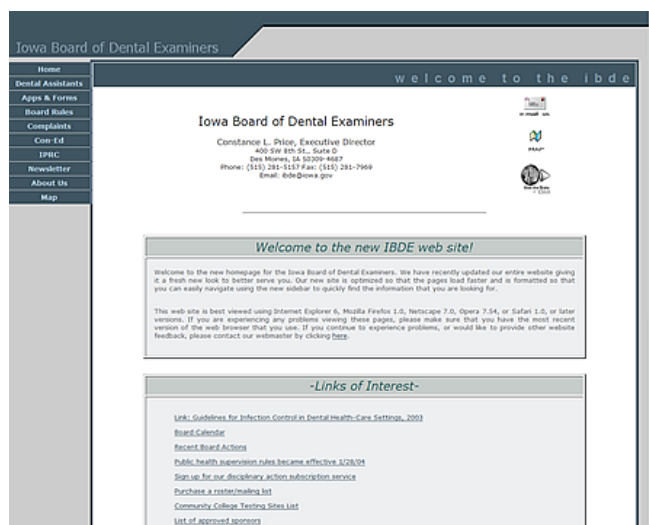 Iowa Board of Dental Examiners
welcome to the ibde
Home
Dental Assistants
Apps & Forms
Board Rules
Complaints
Con-Ed
IPRC
Newsletter
About Us
Map
Iowa Board of Dental Examiners
Constance L. Price, Executive Director
400 SW 8th St., Suite D
Des Moines, IA 50309-4687
Phone: (515) 281-5157 Fax: (515) 281-7969
Email: ibde@iowa.gov
e-mail us
Welcome to the new IBDE web site!
Welcome to the new homepage for the Iowa Board of Dental Examiners. We have recently updated our entire website giving
it a fresh new look to better serve you. Our new site is optimized so that the pages load faster and is formatted so that
you can easily navigate using the new sidebar to quickly find the information that you are looking for.
This web site is best viewed using Internet Explorer 6, Mozilla Firefox 1.0, Netscape 7.0, Opera 7.54, or Safari 1.0, or later
versions. If you are experiencing any problems viewing these pages, please make sure that you have the most recent
version of the web browser that you use. If you continue to experience problems, or would like to provide other website
feedback, please contact our webmaster by clicking here.
-Links of Interest-
Link: Guidelines for Infection Control in Dental Health-Care Settings, 2003
Board Calendar
Recent Board Actions
Public health supervision rules became effective 1/28/04
Sign up for our disciplinary action subscription service
Purchase a roster/mailing list
Community College Testing Sites List
List of approved sponsors